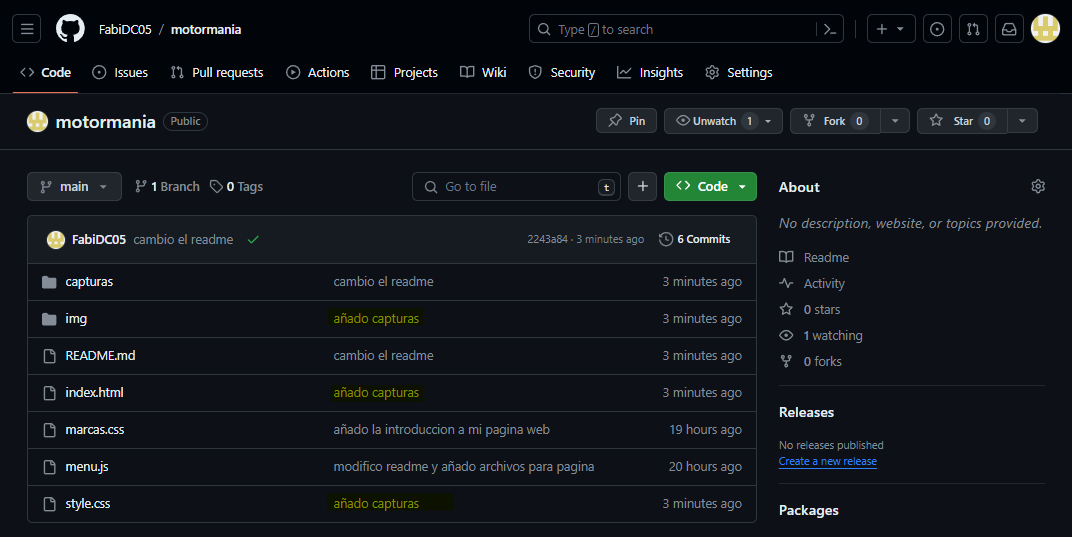 FabiDC05 / motormania
Type / to search
Code Issues Pull requests Actions Projects Wiki Security Insights Settings
motormania Public
Pin Unwatch 1 Fork 0 Star 0
main 1 Branch 0 Tags Go to file t + Code
About
No description, website, or topics provided.
FabiDC05 cambio el readme 2243a84 · 3 minutes ago 6 Commits
Readme
capturas cambio el readme 3 minutes ago
Activity
img añado capturas 3 minutes ago
0 stars
1 watching
README.md cambio el readme 3 minutes ago
0 forks
index.html añado capturas 3 minutes ago
Releases
marcas.css añado la introduccion a mi pagina web 19 hours ago
No releases published
Create a new release
menu.js modifico readme y añado archivos para pagina 20 hours ago
style.css añado capturas 3 minutes ago
Packages